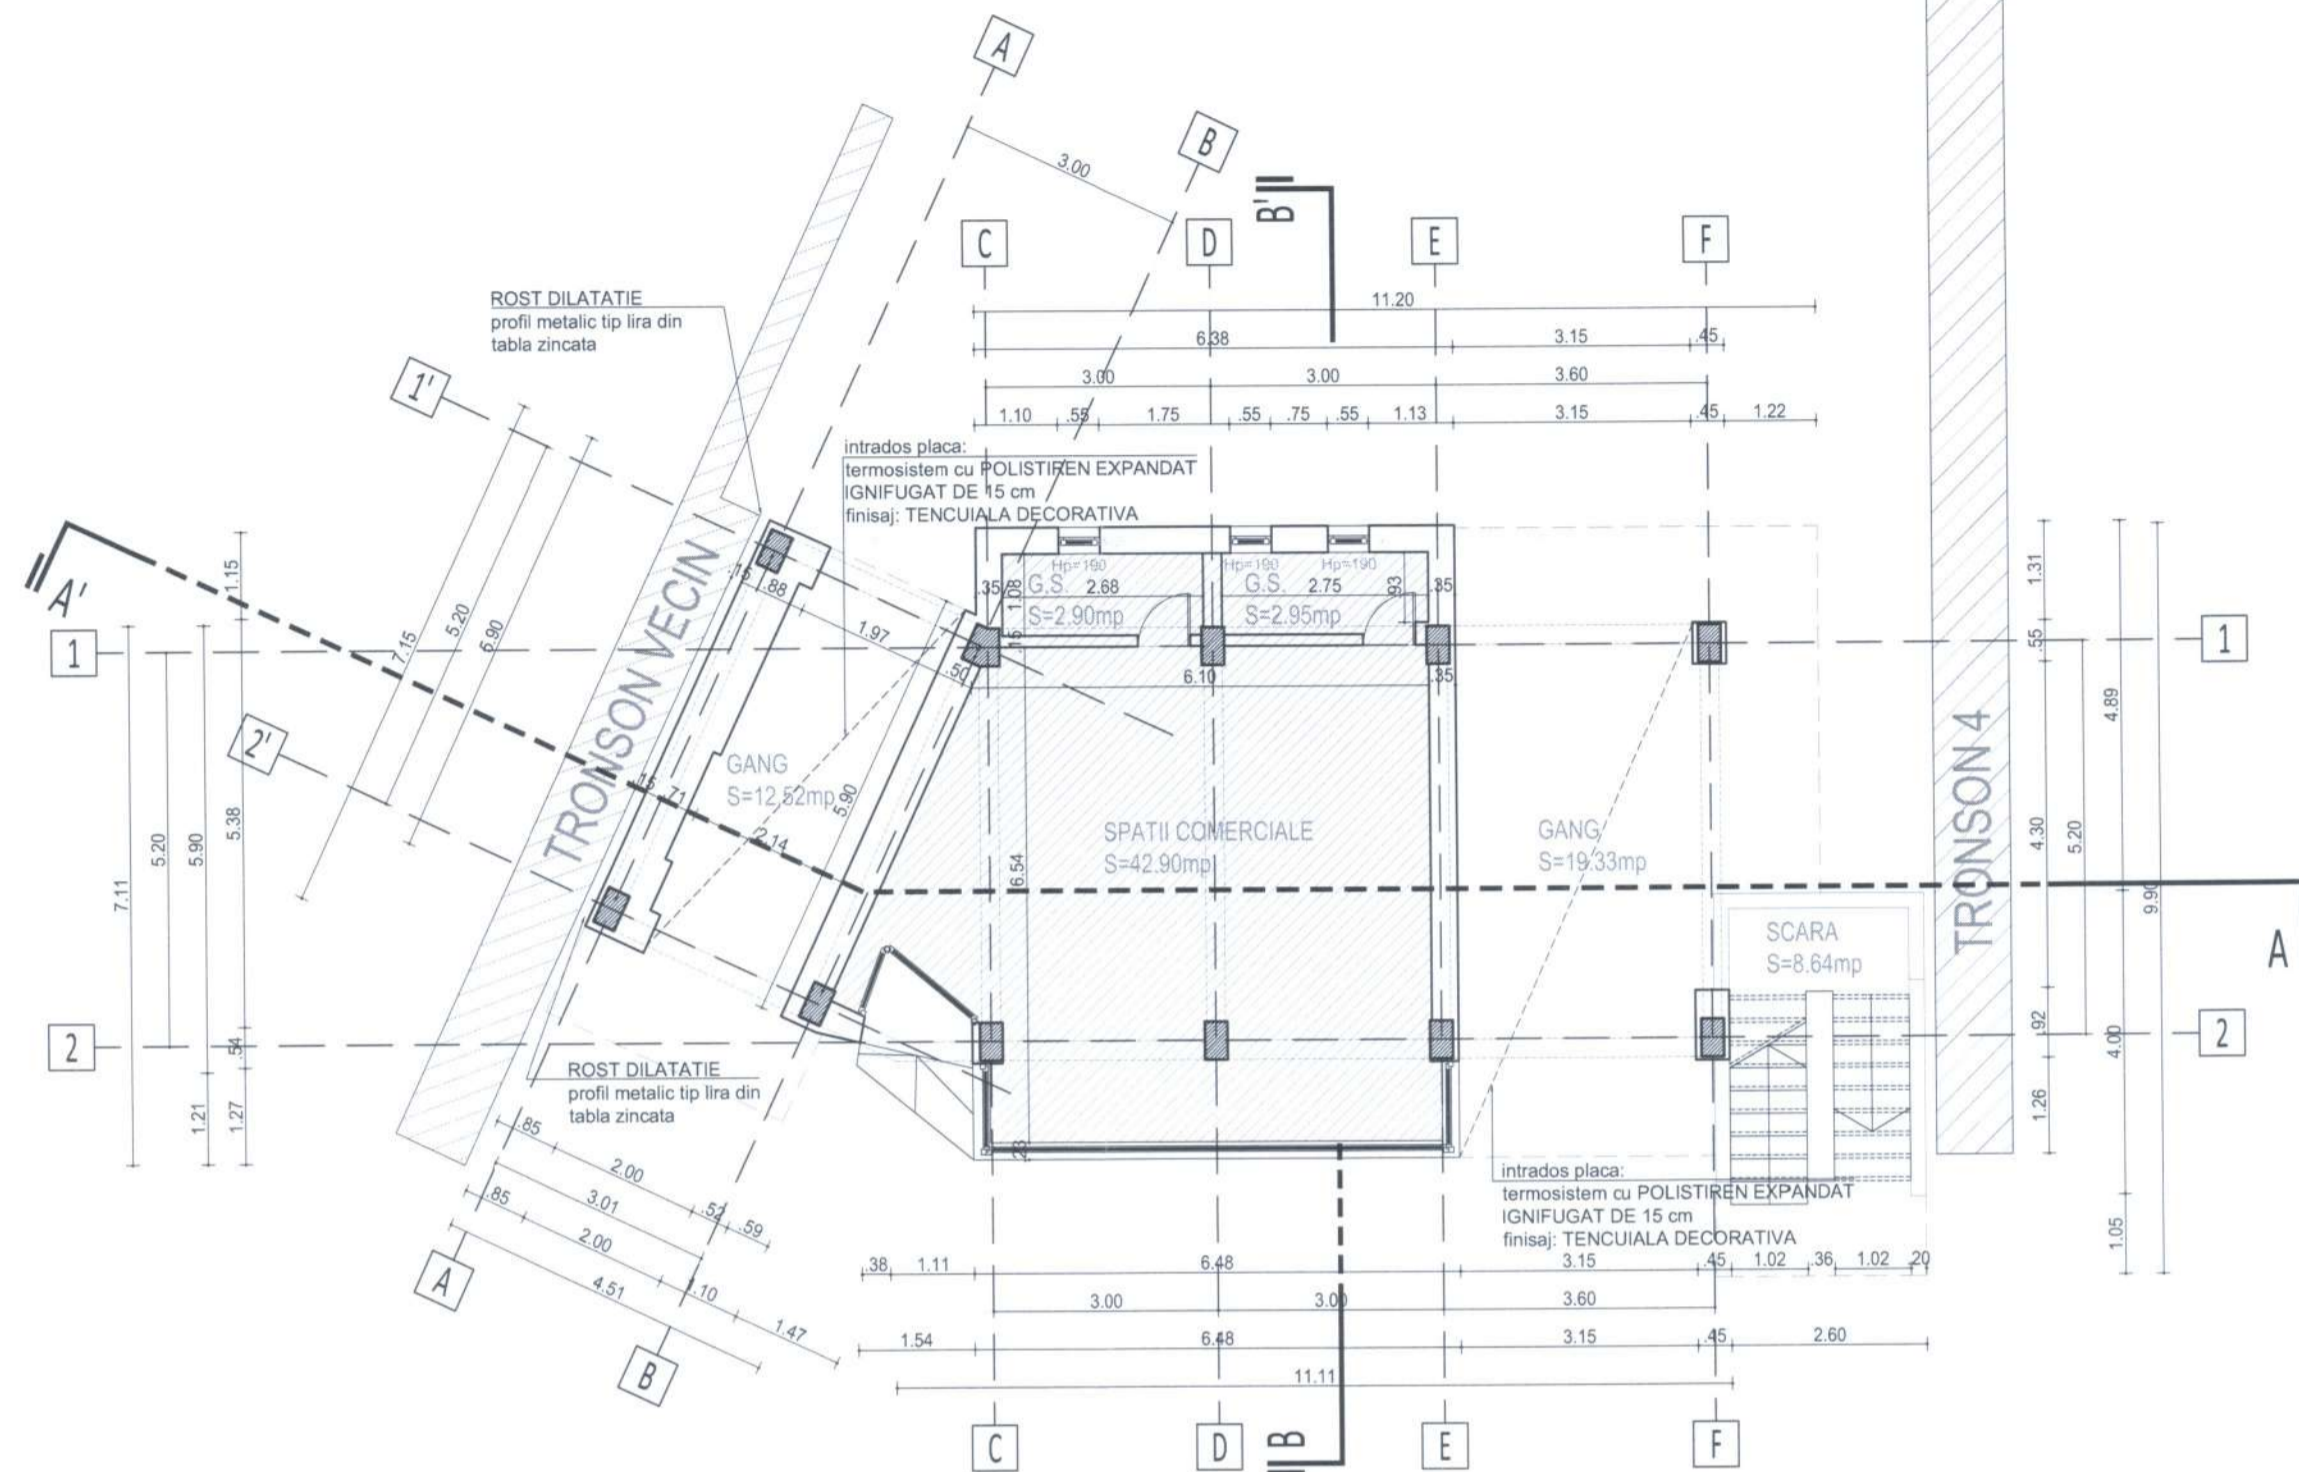 A
B
3.00
B'
C
D
E
F
ROST DILATATIE
profil metalic tip lira din
tabla zincata
11.20
6.38
3.15
.45
3.00
3.00
3.60
1.10
.55
1.75
.55
.75
.55
1.13
3.15
.45
1.22
1'
intrados placa:
termosistem cu POLISTIREN EXPANDAT
IGNIFUGAT DE 15 cm
finisaj: TENCUIALA DECORATIVA
7.15
5.20
6.90
A'
1
2'
2
1.15
5.38
.54
1.27
5.90
1.21
5.20
7.11
TRONSON VECIN
.15
.88
1.97
.50
.15
.71
2.14
5.90
GANG
S=12.52mp
Hp=190
Hp=190
Hp=190
.35
1.08
G.S.
2.68
S=2.90mp
.15
G.S.
2.75
S=2.95mp
.93
.35
6.10
.35
SPATII COMERCIALE
S=42.90mp
6.54
.23
GANG
S=19.33mp
SCARA
S=8.64mp
TRONSON 4
1
2
A
1.31
.55
4.30
.92
1.26
5.20
4.89
4.00
1.05
9.90
ROST DILATATIE
profil metalic tip lira din
tabla zincata
.85
2.00
.52
.59
3.01
.85
2.00
1.10
1.47
4.51
A
B
intrados placa:
termosistem cu POLISTIREN EXPANDAT
IGNIFUGAT DE 15 cm
finisaj: TENCUIALA DECORATIVA
.38
1.11
6.48
3.15
.45
1.02
.36
1.02
.20
3.00
3.00
3.60
1.54
6.48
3.15
.45
2.60
11.11
C
D
B
E
F